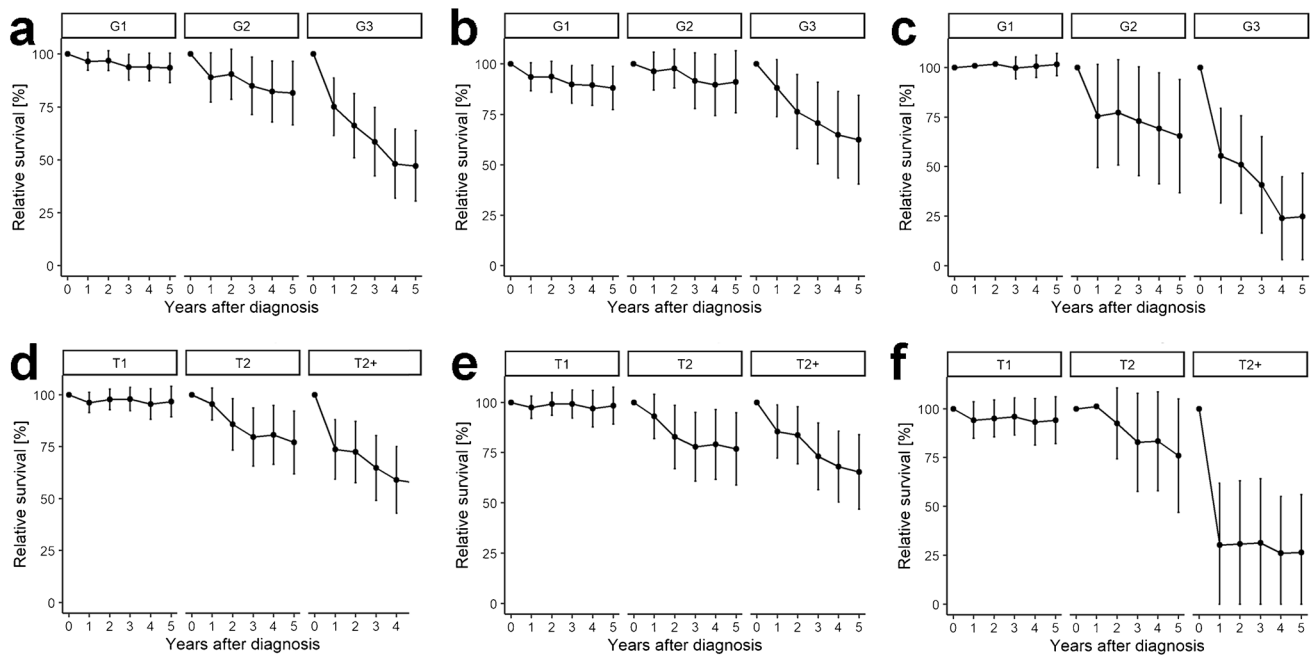 a
G1 G2 G3
Relative survival [%]
100
75
50
25
0
0 1 2 3 4 5 0 1 2 3 4 5 0 1 2 3 4 5
Years after diagnosis
b
G1 G2 G3
Relative survival [%]
100
75
50
25
0
0 1 2 3 4 5 0 1 2 3 4 5 0 1 2 3 4 5
Years after diagnosis
c
G1 G2 G3
Relative survival [%]
100
75
50
25
0
0 1 2 3 4 5 0 1 2 3 4 5 0 1 2 3 4 5
Years after diagnosis
d
T1 T2 T2+
Relative survival [%]
100
75
50
25
0
0 1 2 3 4 5 0 1 2 3 4 5 0 1 2 3 4
Years after diagnosis
e
T1 T2 T2+
Relative survival [%]
100
75
50
25
0
0 1 2 3 4 5 0 1 2 3 4 5 0 1 2 3 4 5
Years after diagnosis
f
T1 T2 T2+
Relative survival [%]
100
75
50
25
0
0 1 2 3 4 5 0 1 2 3 4 5 0 1 2 3 4 5
Years after diagnosis